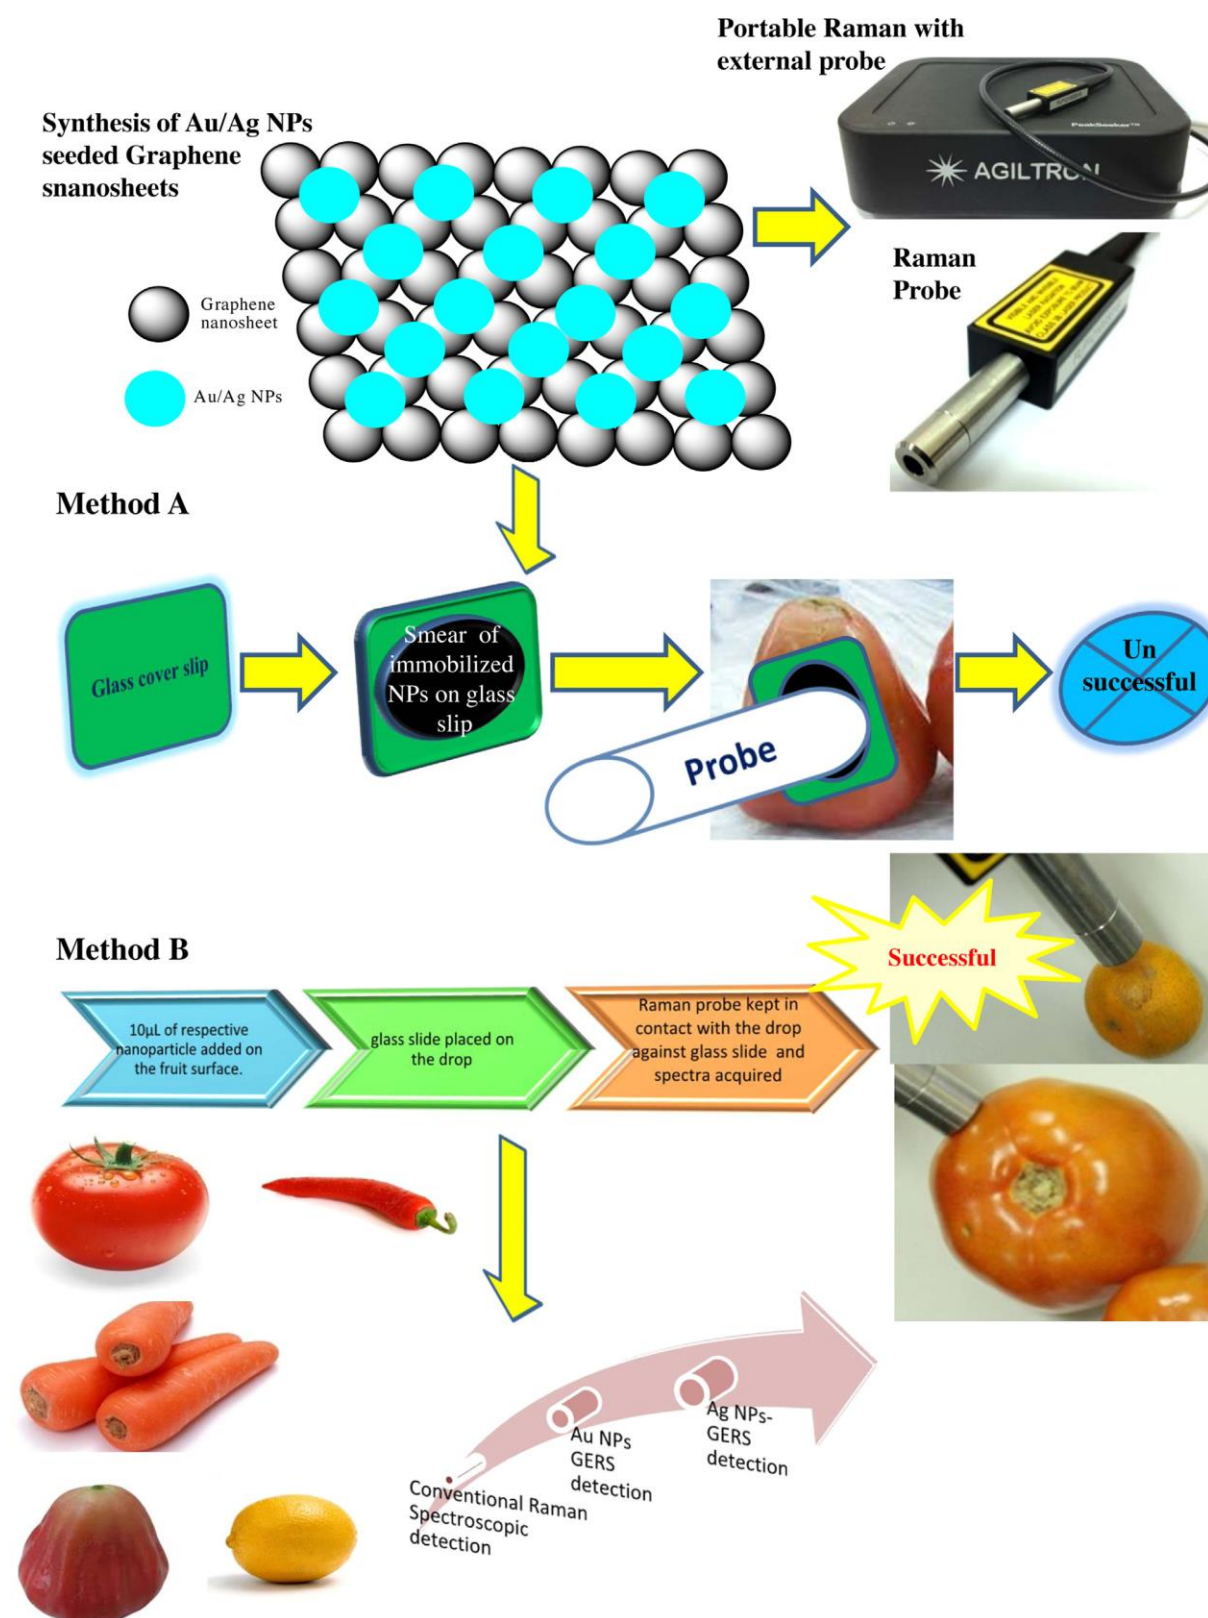 Portable Raman with
external probe
PeakSeeker™
AGILTRON
Synthesis of Au/Ag NPs
seeded Graphene
snanosheets
Graphene
nanosheet
Au/Ag NPs
Raman
Probe
Method A
Glass cover slip
Smear of
immobilized
NPs on glass
slip
Probe
Un
successful
Successful
Method B
10µL of respective
nanoparticle added on
the fruit surface.
glass slide placed on
the drop
Raman probe kept in
contact with the drop
against glass slide and
spectra acquired
Conventional Raman
Spectroscopic
detection
Au NPs
GERS
detection
Ag NPs-
GERS
detection